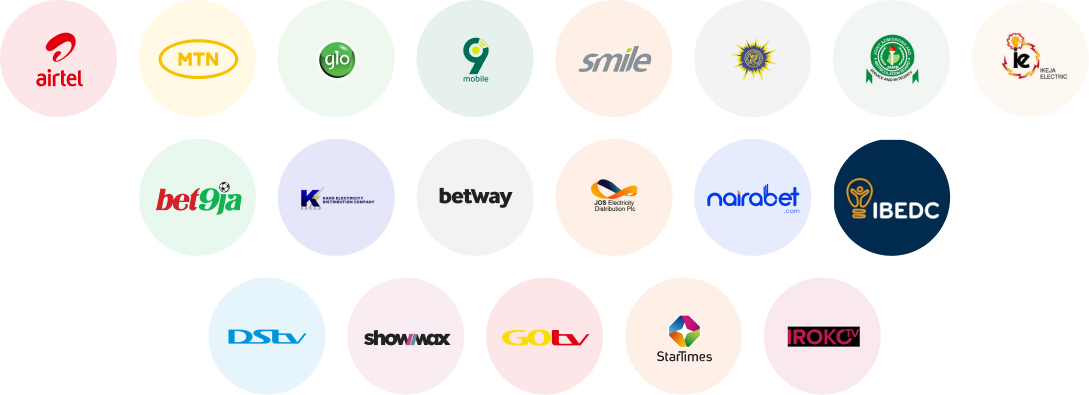 airtel
MTN
glo
9
mobile
smile
ie
IKEJA
ELECTRIC
bet9ja
K
KANO ELECTRICITY
DISTRIBUTION COMPANY
betway
JOS Electricity
Distribution Plc
nairabet
.com
IBEDC
DStv
showmax
GOtv
StarTimes
IROKOTV